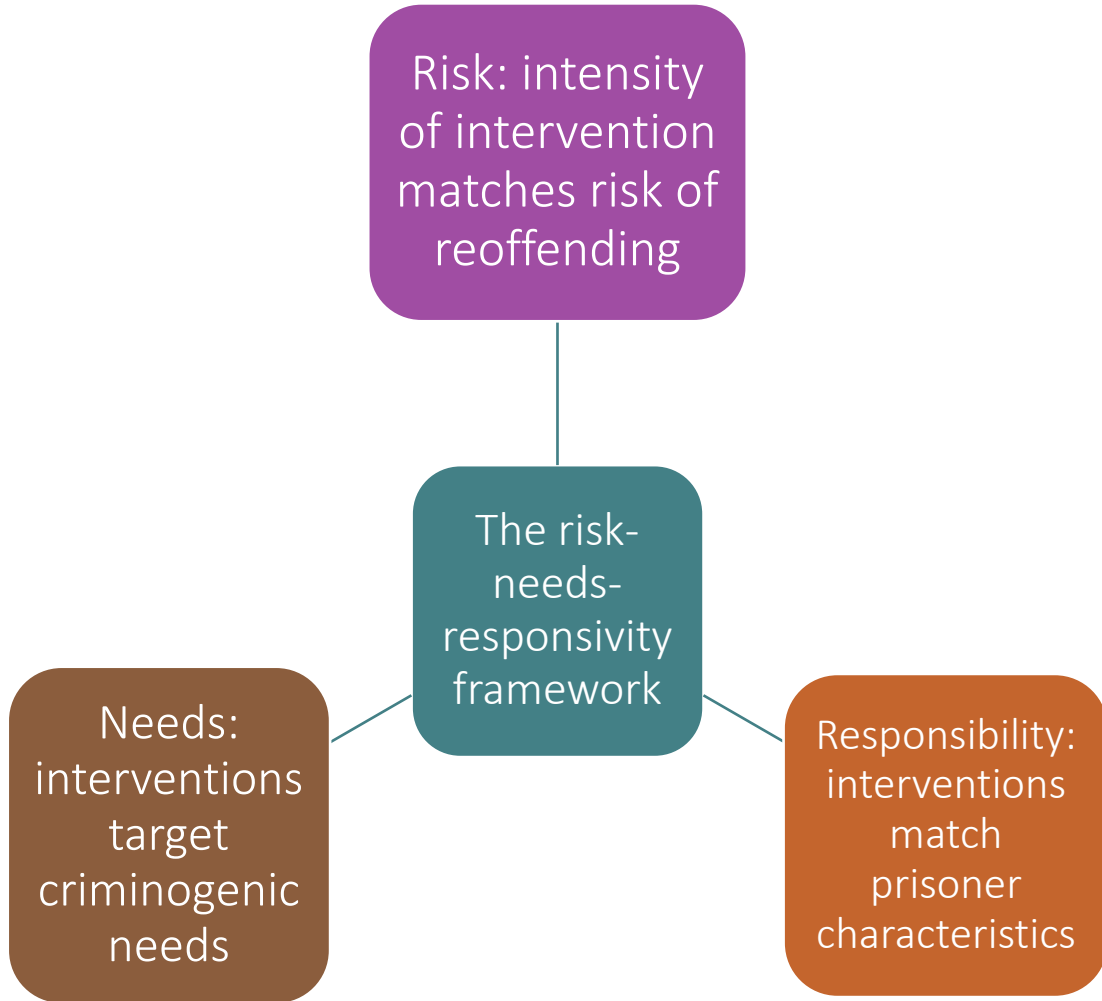 Risk: intensity
of intervention
matches risk of
reoffending
The risk-
needs-
responsivity
framework
Needs:
interventions
target
criminogenic
needs
Responsibility:
interventions
match
prisoner
characteristics